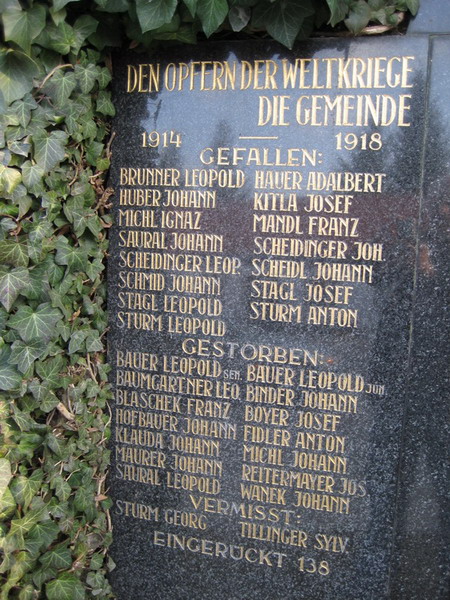 DEN OPFERN DER WELTKRIEGE
DIE GEMEINDE
1914 — 1918
GEFALLEN:
BRUNNER LEOPOLD HAUER ADALBERT
HUBER JOHANN KITLA JOSEF
MICHL IGNAZ MANDL FRANZ
SAURAL JOHANN SCHEIDINGER JOH.
SCHEIDINGER LEOP. SCHEIDL JOHANN
SCHMID JOHANN STAGL JOSEF
STAGL LEOPOLD STURM ANTON
STURM LEOPOLD
GESTORBEN:
BAUER LEOPOLD SEN. BAUER LEOPOLD JUN.
BAUMGARTNER LEO. BINDER JOHANN
BLASCHEK FRANZ BOYER JOSEF
HOFBAUER JOHANN FIDLER ANTON
KLAUDA JOHANN MICHL JOHANN
MAURER JOHANN REITERMAYER JOS.
SAURAL LEOPOLD WANEK JOHANN
VERMISST:
STURM GEORG TILLINGER SYLV.
EINGERÜCKT 138